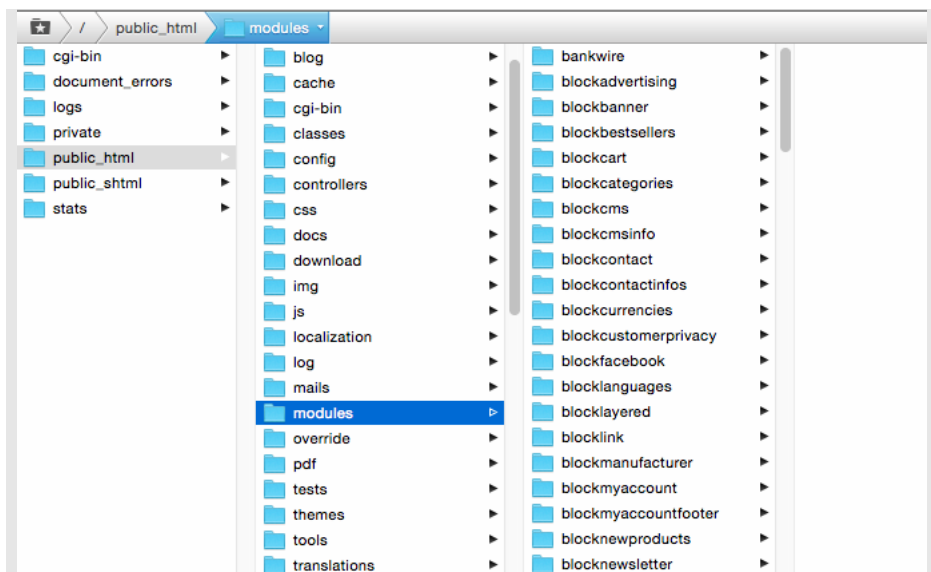 / public_html modules
cgi-bin
document_errors
logs
private
public_html
public_shtml
stats
blog
cache
cgi-bin
classes
config
controllers
css
docs
download
img
js
localization
log
mails
modules
override
pdf
tests
themes
tools
translations
bankwire
blockadvertising
blockbanner
blockbestsellers
blockcart
blockcategories
blockcms
blockcmsinfo
blockcontact
blockcontactinfos
blockcurrencies
blockcustomerprivacy
blockfacebook
blocklanguages
blocklayered
blocklink
blockmanufacturer
blockmyaccount
blockmyaccountfooter
blocknewproducts
blocknewsletter